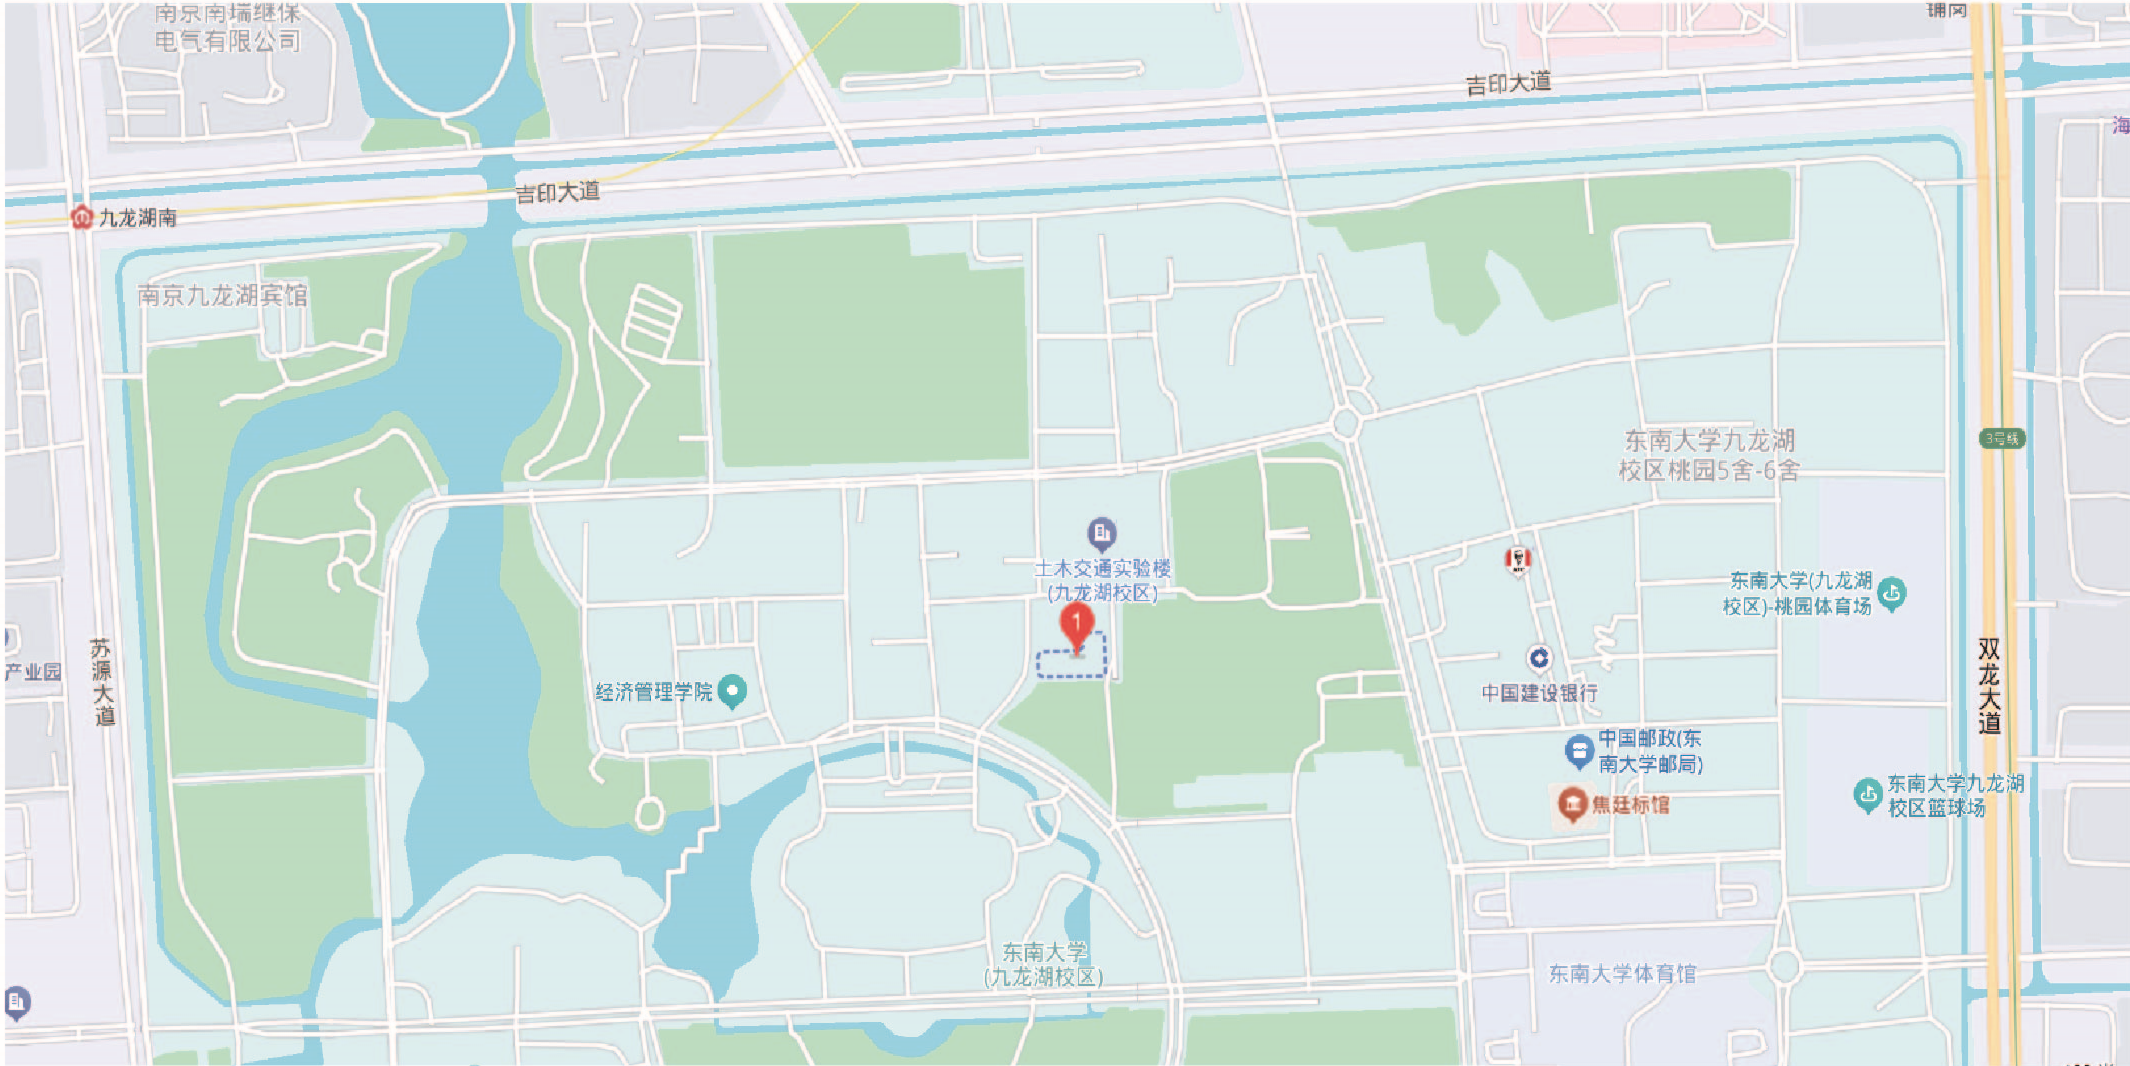 南京南瑞继保
电气有限公司
吉印大道
九龙湖南
吉印大道
南京九龙湖宾馆
3号线
东南大学九龙湖
校区桃园5舍-6舍
土木交通实验楼
(九龙湖校区)
1
KFC
东南大学(九龙湖
校区)-桃园体育场
苏源大道
产业园
经济管理学院
中国建设银行
双龙大道
中国邮政(东
南大学邮局)
东南大学九龙湖
校区篮球场
焦廷标馆
东南大学
(九龙湖校区)
东南大学体育馆
海